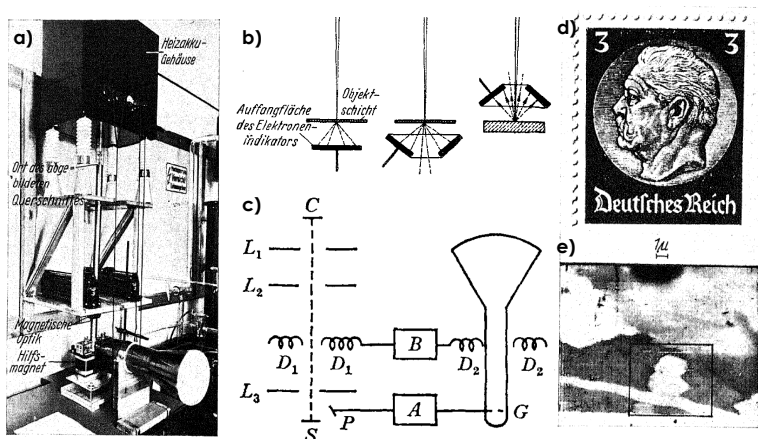 a)
Heizakku-
Gehäuse
Ort des abge-
bildeten
Querschnittes
Magnetische
Optik
Hilfs-
magnet
b)
Objekt-
schicht
Auffangfläche
des Elektronen-
indikators
c)
C
L₁
L₂
D₁
D₁
B
D₂
D₂
L₃
P
A
G
S
d)
3
3
Deutsches Reich
e)
1μ